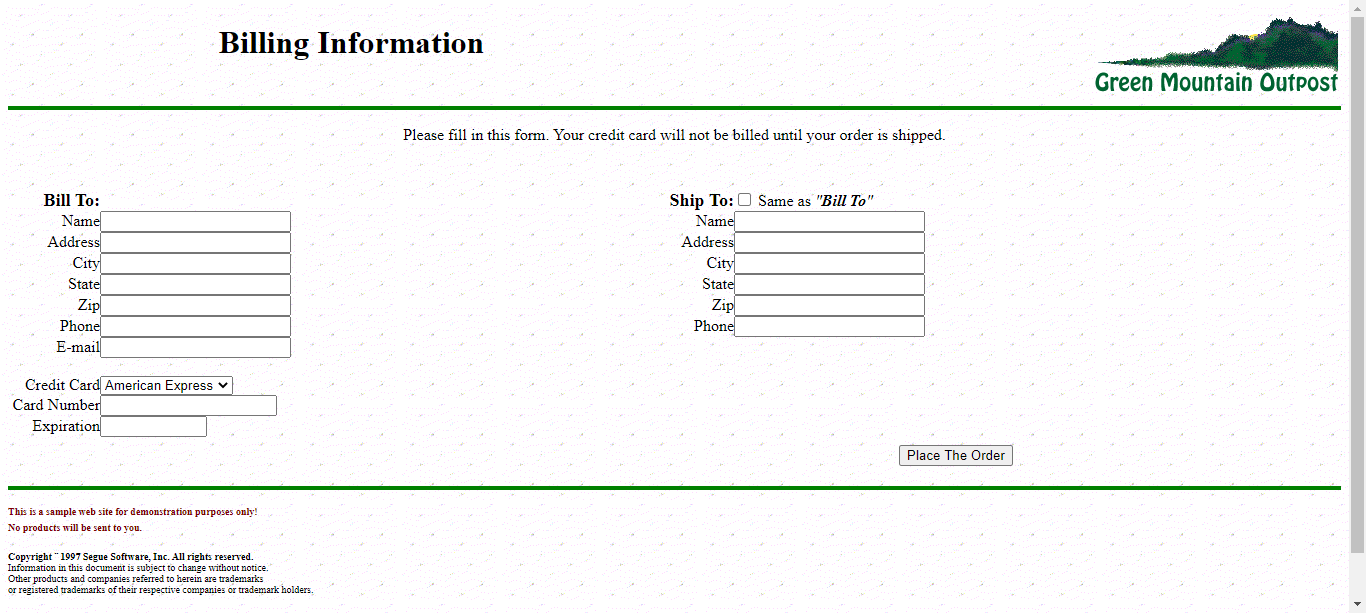 Billing Information
Green Mountain Outpost
Please fill in this form. Your credit card will not be billed until your order is shipped.
Bill To:
Name
Address
City
State
Zip
Phone
E-mail
Ship To: Same as "Bill To"
Name
Address
City
State
Zip
Phone
Credit Card American Express
Card Number
Expiration
Place The Order
This is a sample web site for demonstration purposes only!
No products will be sent to you.
Copyright ¨ 1997 Segue Software, Inc. All rights reserved.
Information in this document is subject to change without notice.
Other products and companies referred to herein are trademarks
or registered trademarks of their respective companies or trademark holders.